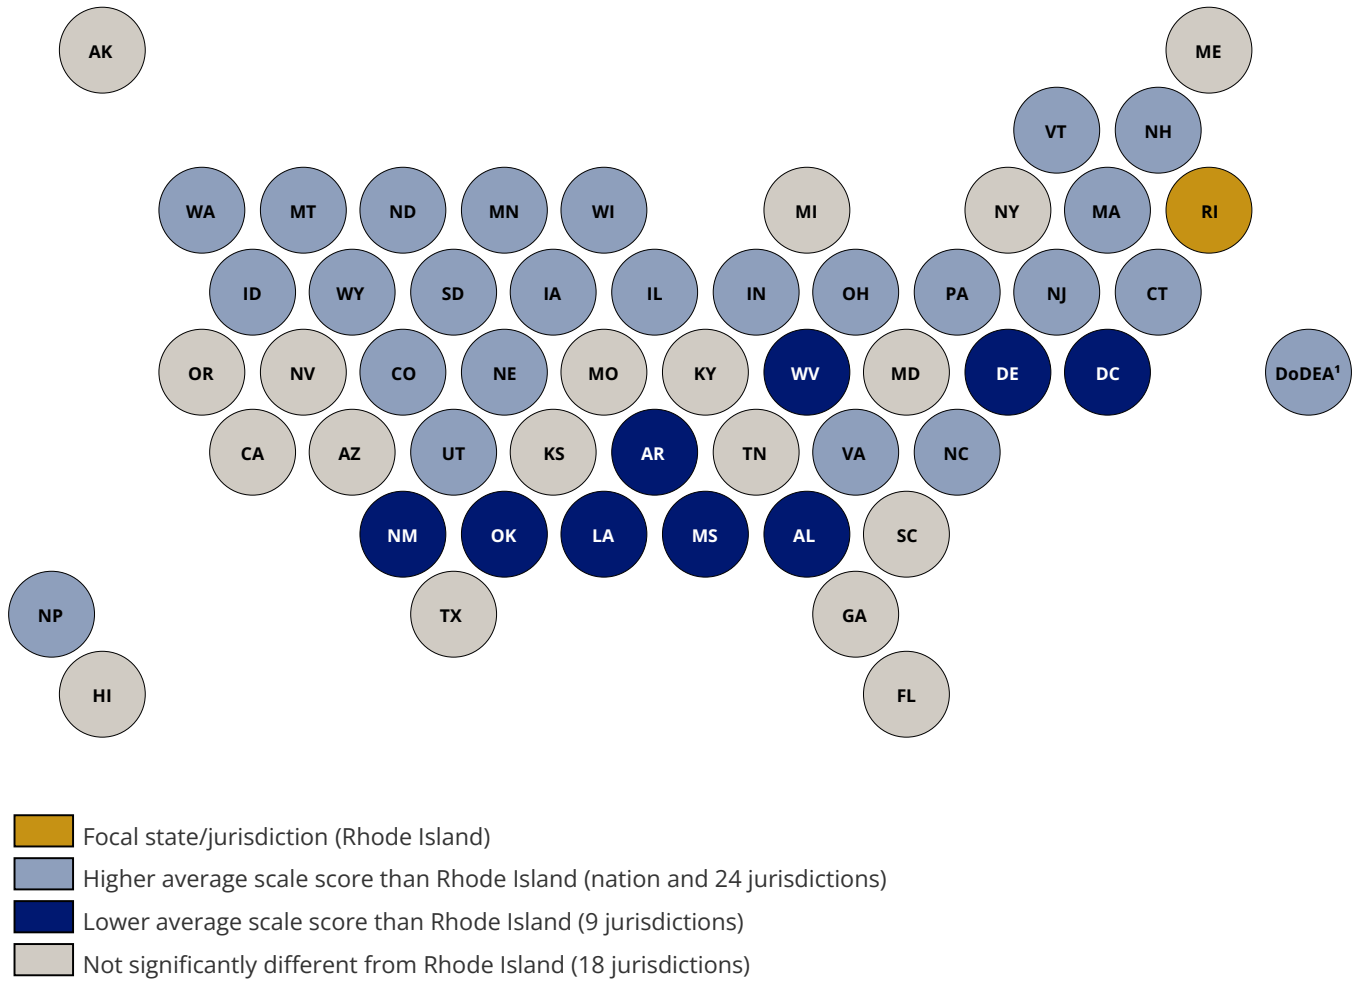 AK ME
VT NH
WA MT ND MN WI MI NY MA RI
ID WY SD IA IL IN OH PA NJ CT
OR NV CO NE MO KY WV MD DE DC DoDEA¹
CA AZ UT KS AR TN VA NC
NM OK LA MS AL SC
NP TX GA
HI FL
Focal state/jurisdiction (Rhode Island)
Higher average scale score than Rhode Island (nation and 24 jurisdictions)
Lower average scale score than Rhode Island (9 jurisdictions)
Not significantly different from Rhode Island (18 jurisdictions)